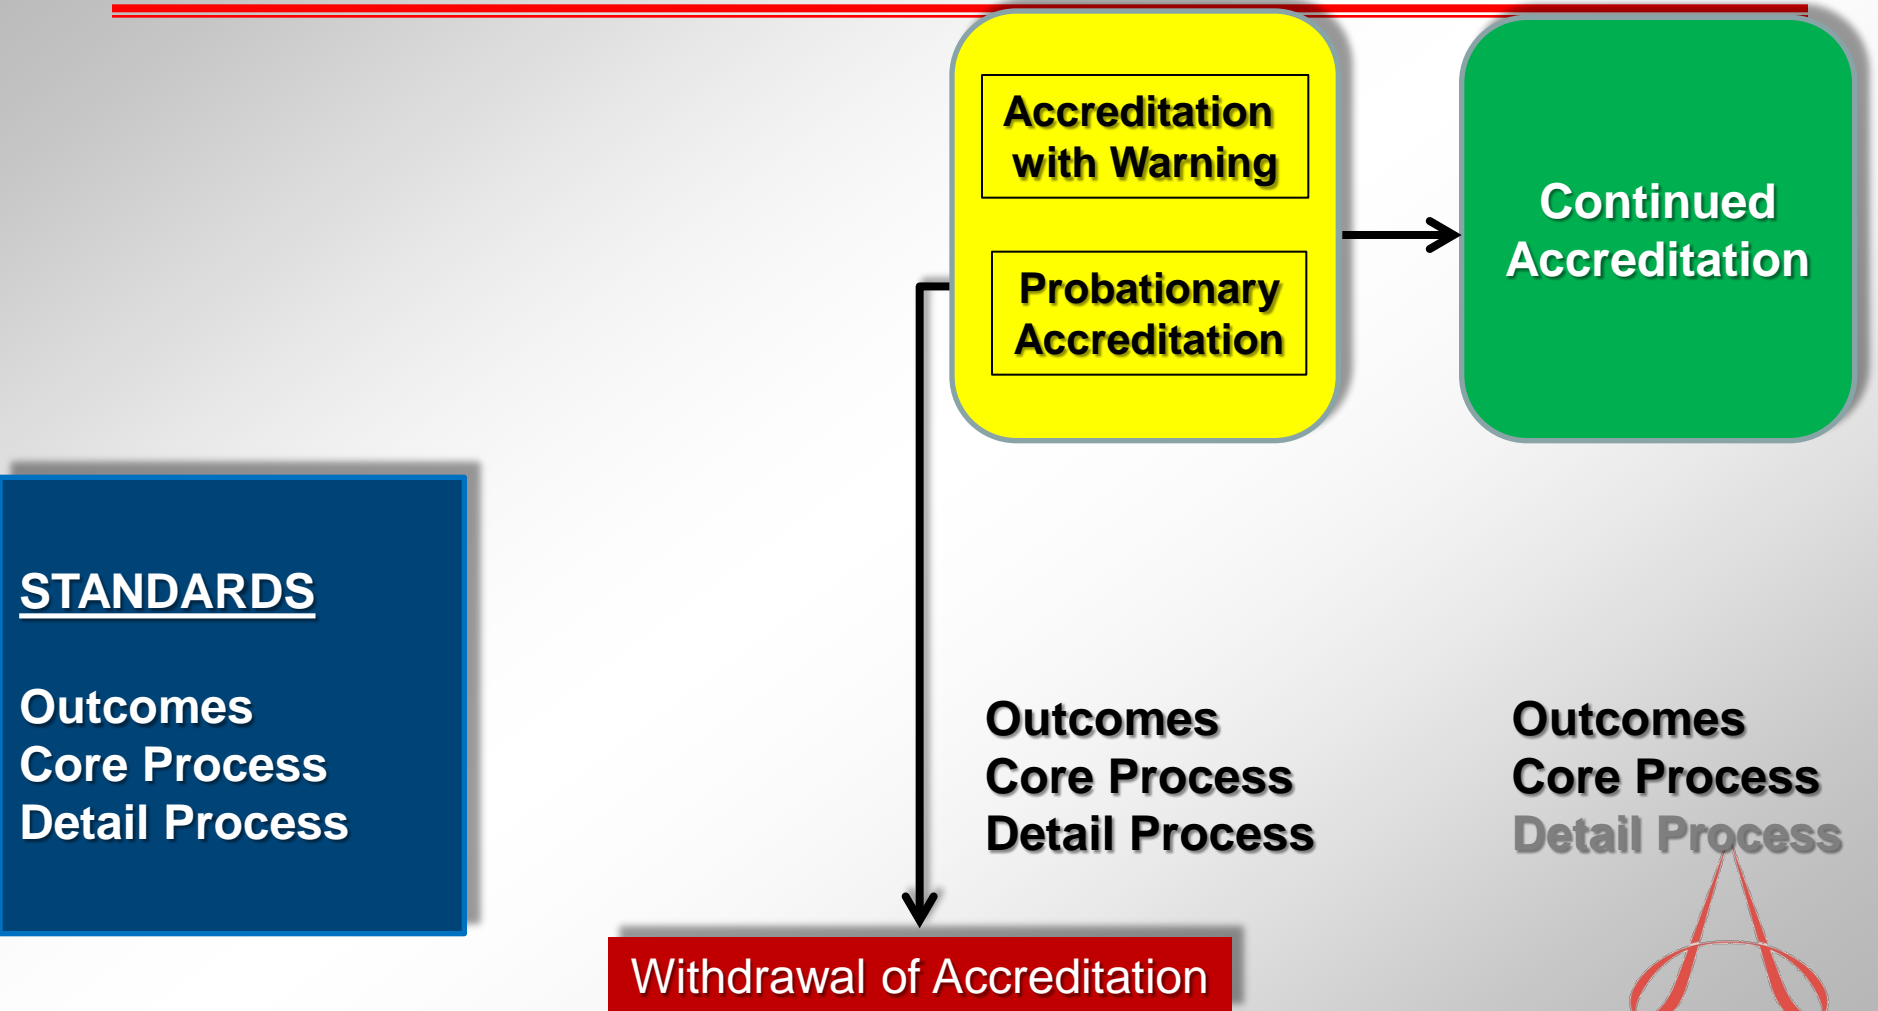 Accreditation
with Warning
Probationary
Accreditation
Continued
Accreditation
STANDARDS
Outcomes
Core Process
Detail Process
Outcomes
Core Process
Detail Process
Outcomes
Core Process
Detail Process
Withdrawal of Accreditation